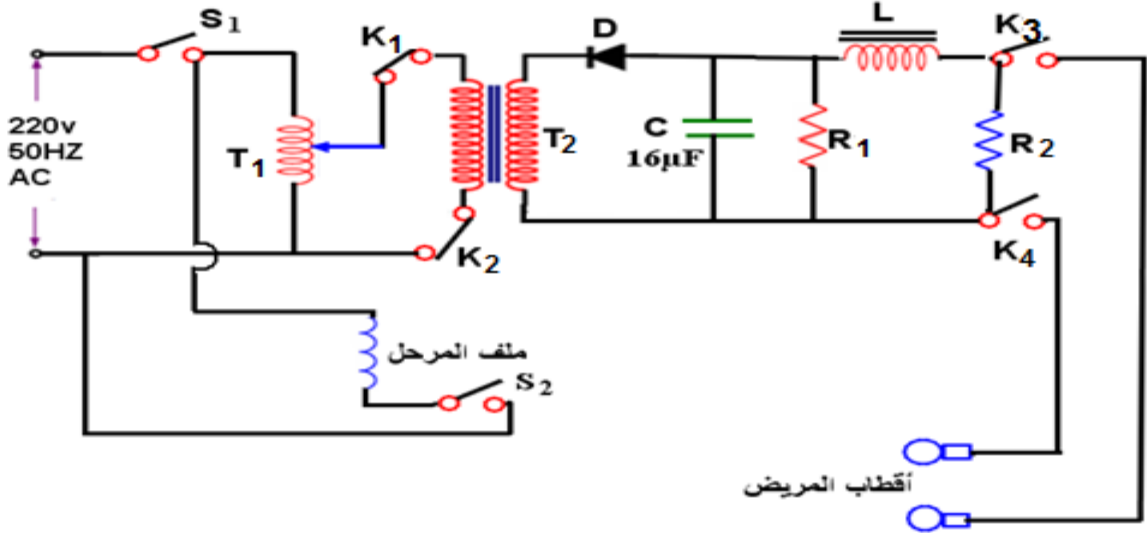 S1
220v
50HZ
AC
T1
K1
K2
T2
D
C
16µF
R1
L
K3
R2
K4
ملف المرحل
S2
أقطاب المريض